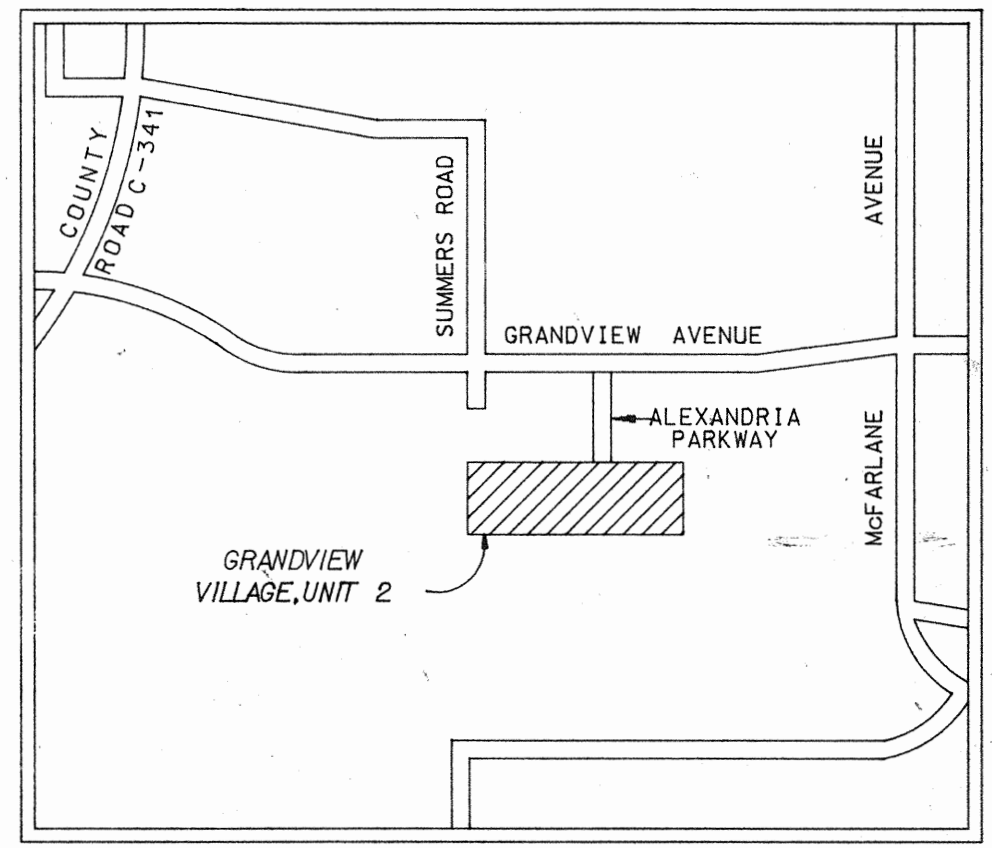 COUNTY
ROAD C-341
SUMMERS ROAD
AVENUE
GRANDVIEW AVENUE
ALEXANDRIA
PARKWAY
McFARLANE
GRANDVIEW
VILLAGE, UNIT 2